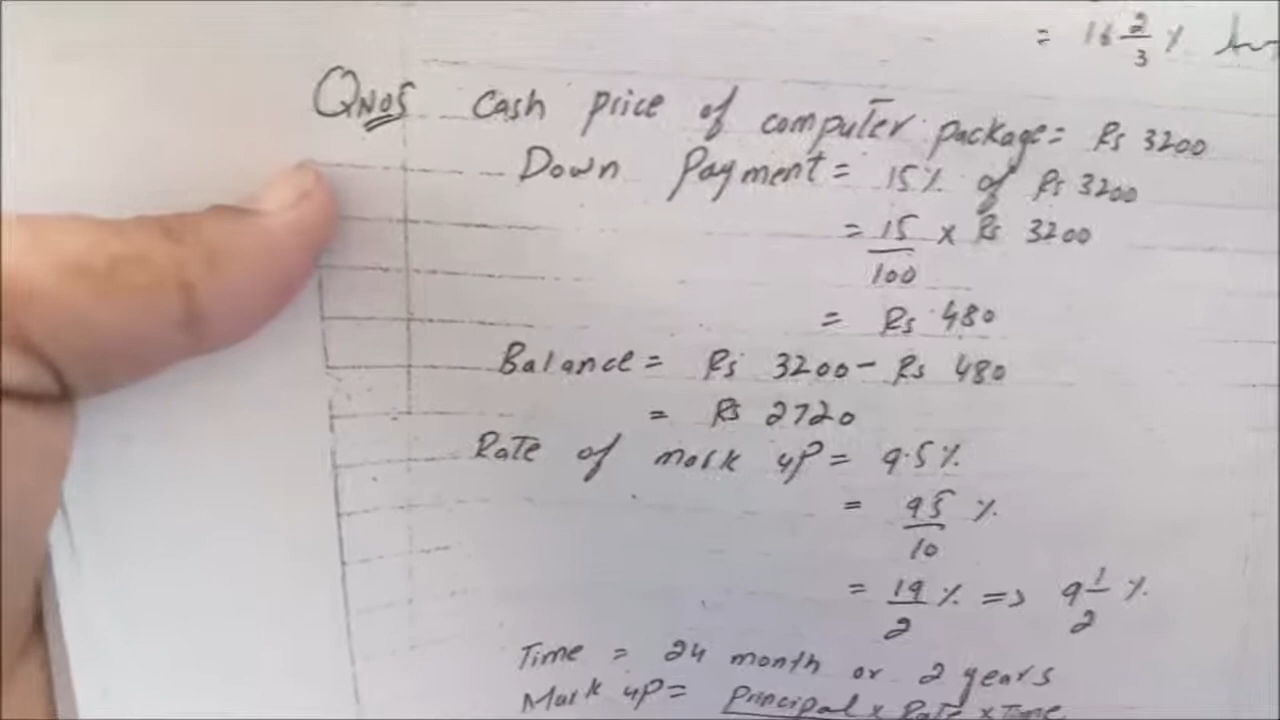 = 16 2/3 %
QNo5 Cash price of computer package = Rs 3200
Down Payment = 15% of Rs 3200
= 15/100 x Rs 3200
= Rs 480
Balance = Rs 3200 - Rs 480
= Rs 2720
Rate of mark up = 9.5%
= 95/10 %
= 19/2 % => 9 1/2 %
Time = 24 month or 2 years
Mark up = Principal x Rate x Time